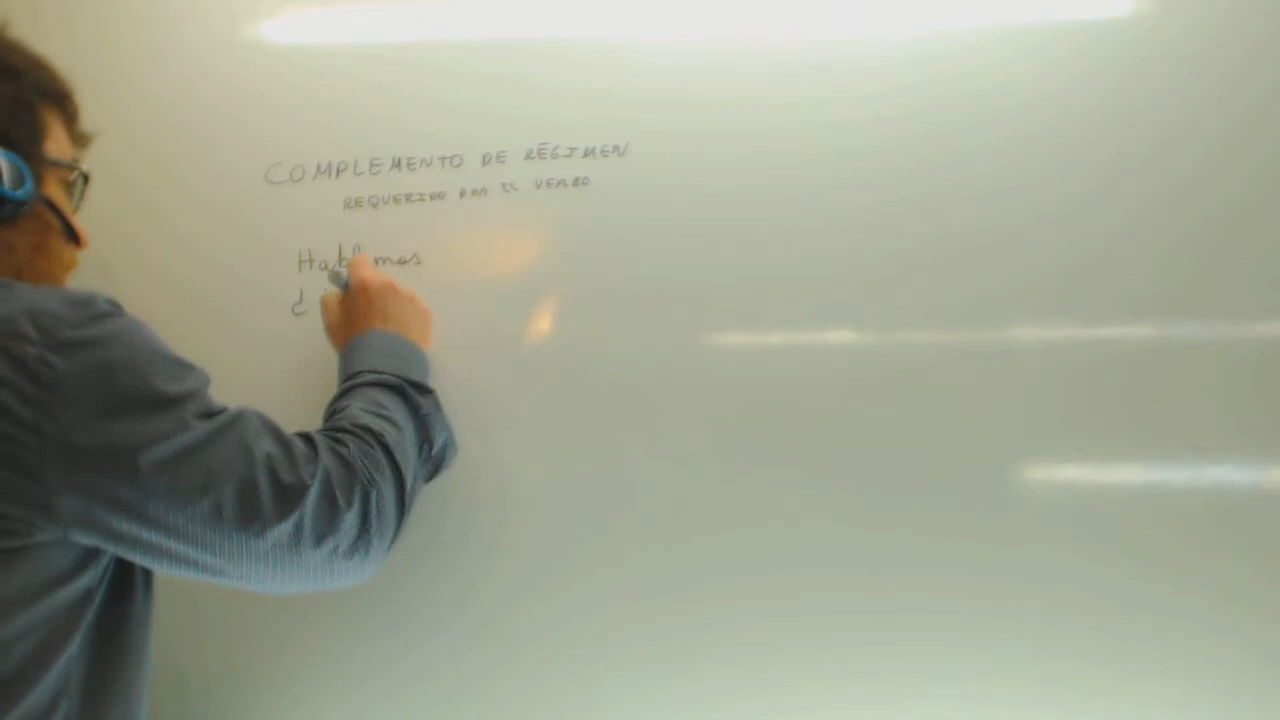 COMPLEMENTO DE RÉGIMEN
REQUERIDO POR EL VERBO
Hablamos
¿